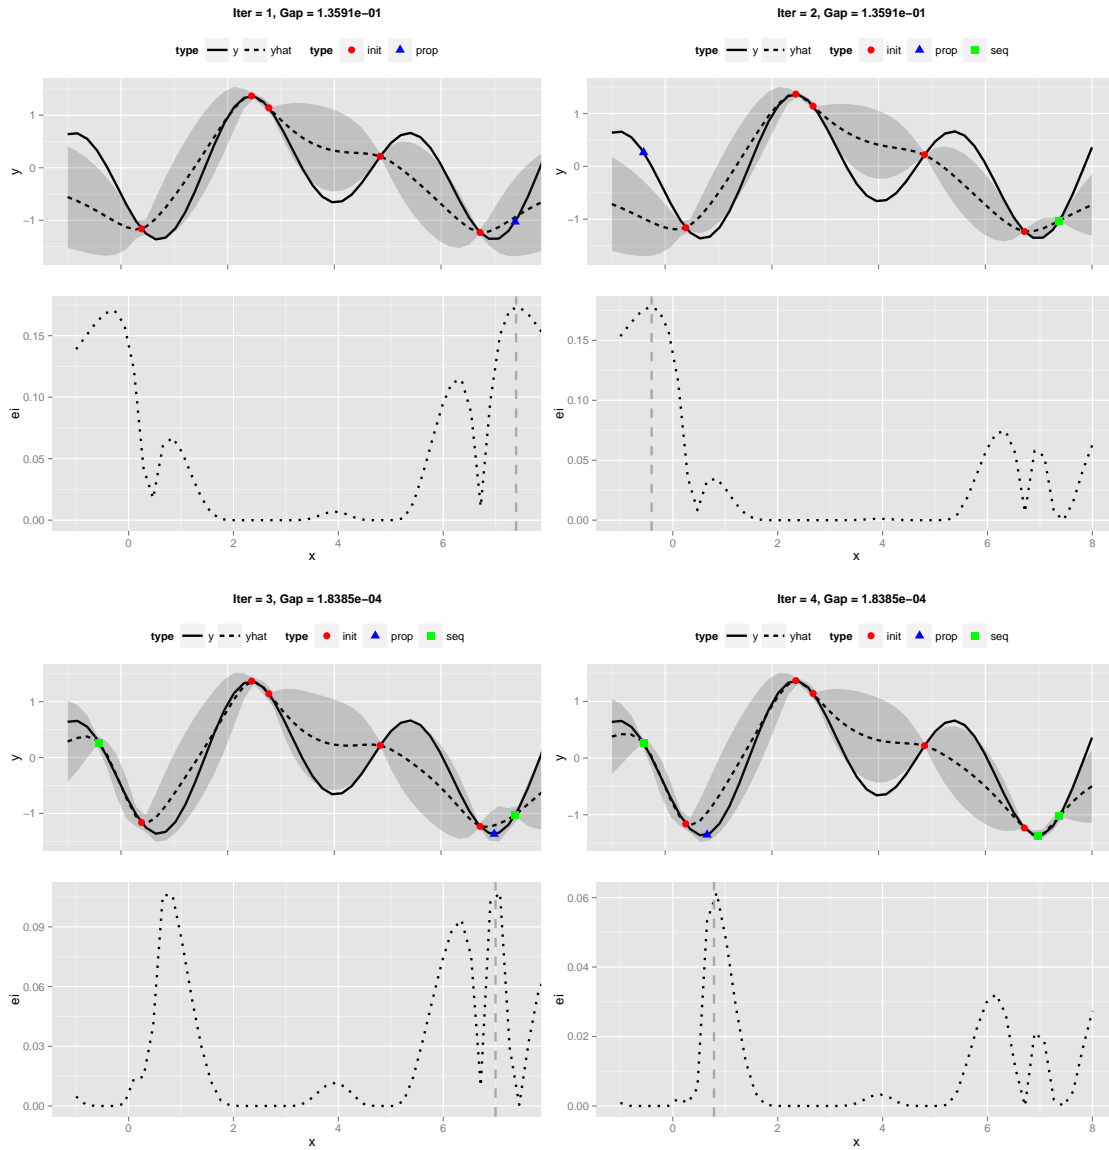 Iter = 1, Gap = 1.3591e−01
type y yhat type init prop
1
0
−1
y
0.15
0.10
0.05
0.00
ei
0 2 4 6
x
Iter = 2, Gap = 1.3591e−01
type y yhat type init prop seq
1
0
−1
y
0.15
0.10
0.05
0.00
ei
0 2 4 6 8
x
Iter = 3, Gap = 1.8385e−04
type y yhat type init prop seq
1
0
−1
y
0.09
0.06
0.03
0.00
ei
0 2 4 6
x
Iter = 4, Gap = 1.8385e−04
type y yhat type init prop seq
1
0
−1
y
0.06
0.04
0.02
0.00
ei
0 2 4 6 8
x